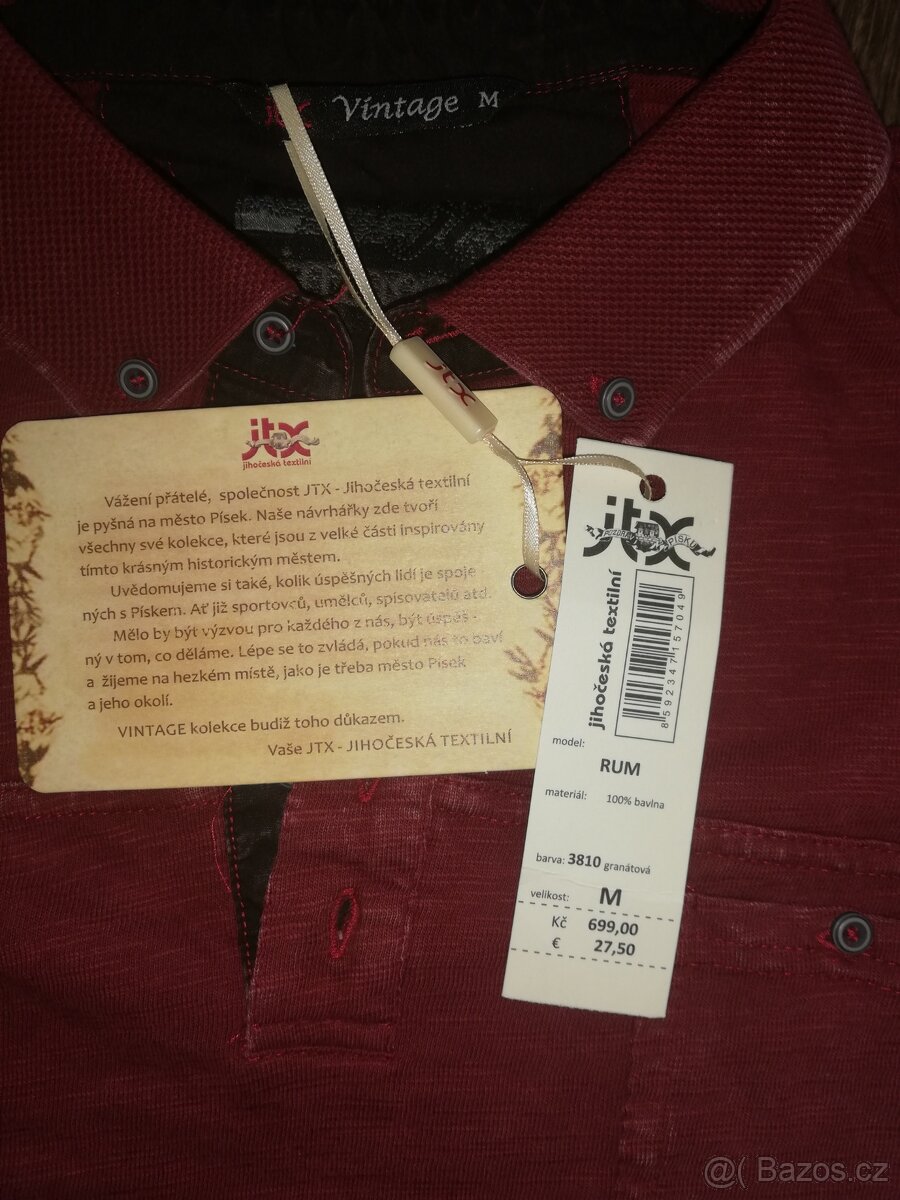 jtx Vintage M
jtx
jtx
jihočeská textilní
Vážení přátelé, společnost JTX - Jihočeská textilní
je pyšná na město Písek. Naše návrhářky zde tvoří
všechny své kolekce, které jsou z velké části inspirovány
tímto krásným historickým městem.
Uvědomujeme si také, kolik úspěšných lidí je spoje
ných s Pískem. Ať již sportovců, umělců, spisovatelů atd.
Mělo by být výzvou pro každého z nás, být úspěš -
ný v tom, co děláme. Lépe se to zvládá, pokud nás to baví
a žijeme na hezkém místě, jako je třeba město Písek
a jeho okolí.
VINTAGE kolekce budiž toho důkazem.
Vaše JTX - JIHOČESKÁ TEXTILNÍ
jtx
POZDRAV PÍSKU
jihočeská textilní
8592347157049
model:
RUM
materiál: 100% bavlna
barva: 3810 granátová
velikost: M
Kč 699,00
€ 27,50
@( Bazos.cz